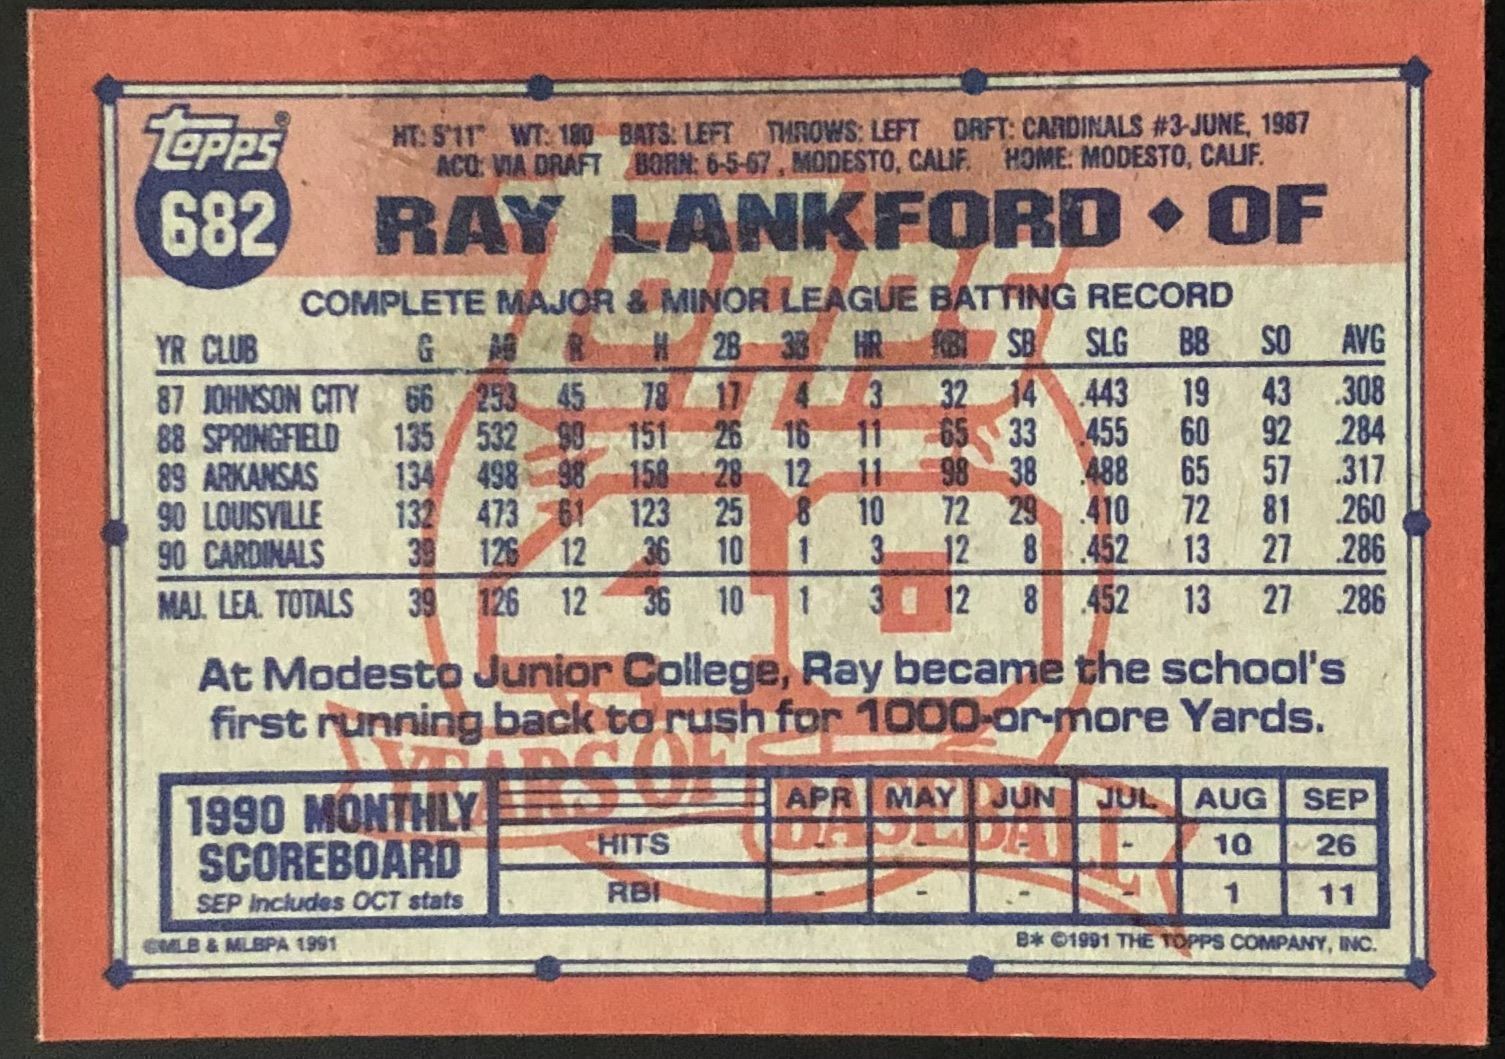 topps®
682
HT: 5'11" WT: 180 BATS: LEFT THROWS: LEFT DRFT: CARDINALS #3-JUNE, 1987
ACQ: VIA DRAFT BORN: 6-5-67, MODESTO, CALIF. HOME: MODESTO, CALIF.
RAY LANKFORD ◆ OF
COMPLETE MAJOR & MINOR LEAGUE BATTING RECORD
YR CLUB G AB R H 2B 3B HR RBI SB SLG BB SO AVG
87 JOHNSON CITY 66 253 45 78 17 4 3 32 14 .443 19 43 .308
88 SPRINGFIELD 135 532 90 151 26 16 11 65 33 .455 60 92 .284
89 ARKANSAS 134 498 98 158 28 12 11 98 38 .488 65 57 .317
90 LOUISVILLE 132 473 61 123 25 8 10 72 29 .410 72 81 .260
90 CARDINALS 39 126 12 36 10 1 3 12 8 .452 13 27 .286
MAJ. LEA. TOTALS 39 126 12 36 10 1 3 12 8 .452 13 27 .286
At Modesto Junior College, Ray became the school's
first running back to rush for 1000-or-more Yards.
topps
40
YEARS OF BASEBALL
1990 MONTHLY
SCOREBOARD
SEP includes OCT stats
APR MAY JUN JUL AUG SEP
HITS - - - - 10 26
RBI - - - - 1 11
©MLB & MLBPA 1991
B* ©1991 THE TOPPS COMPANY, INC.